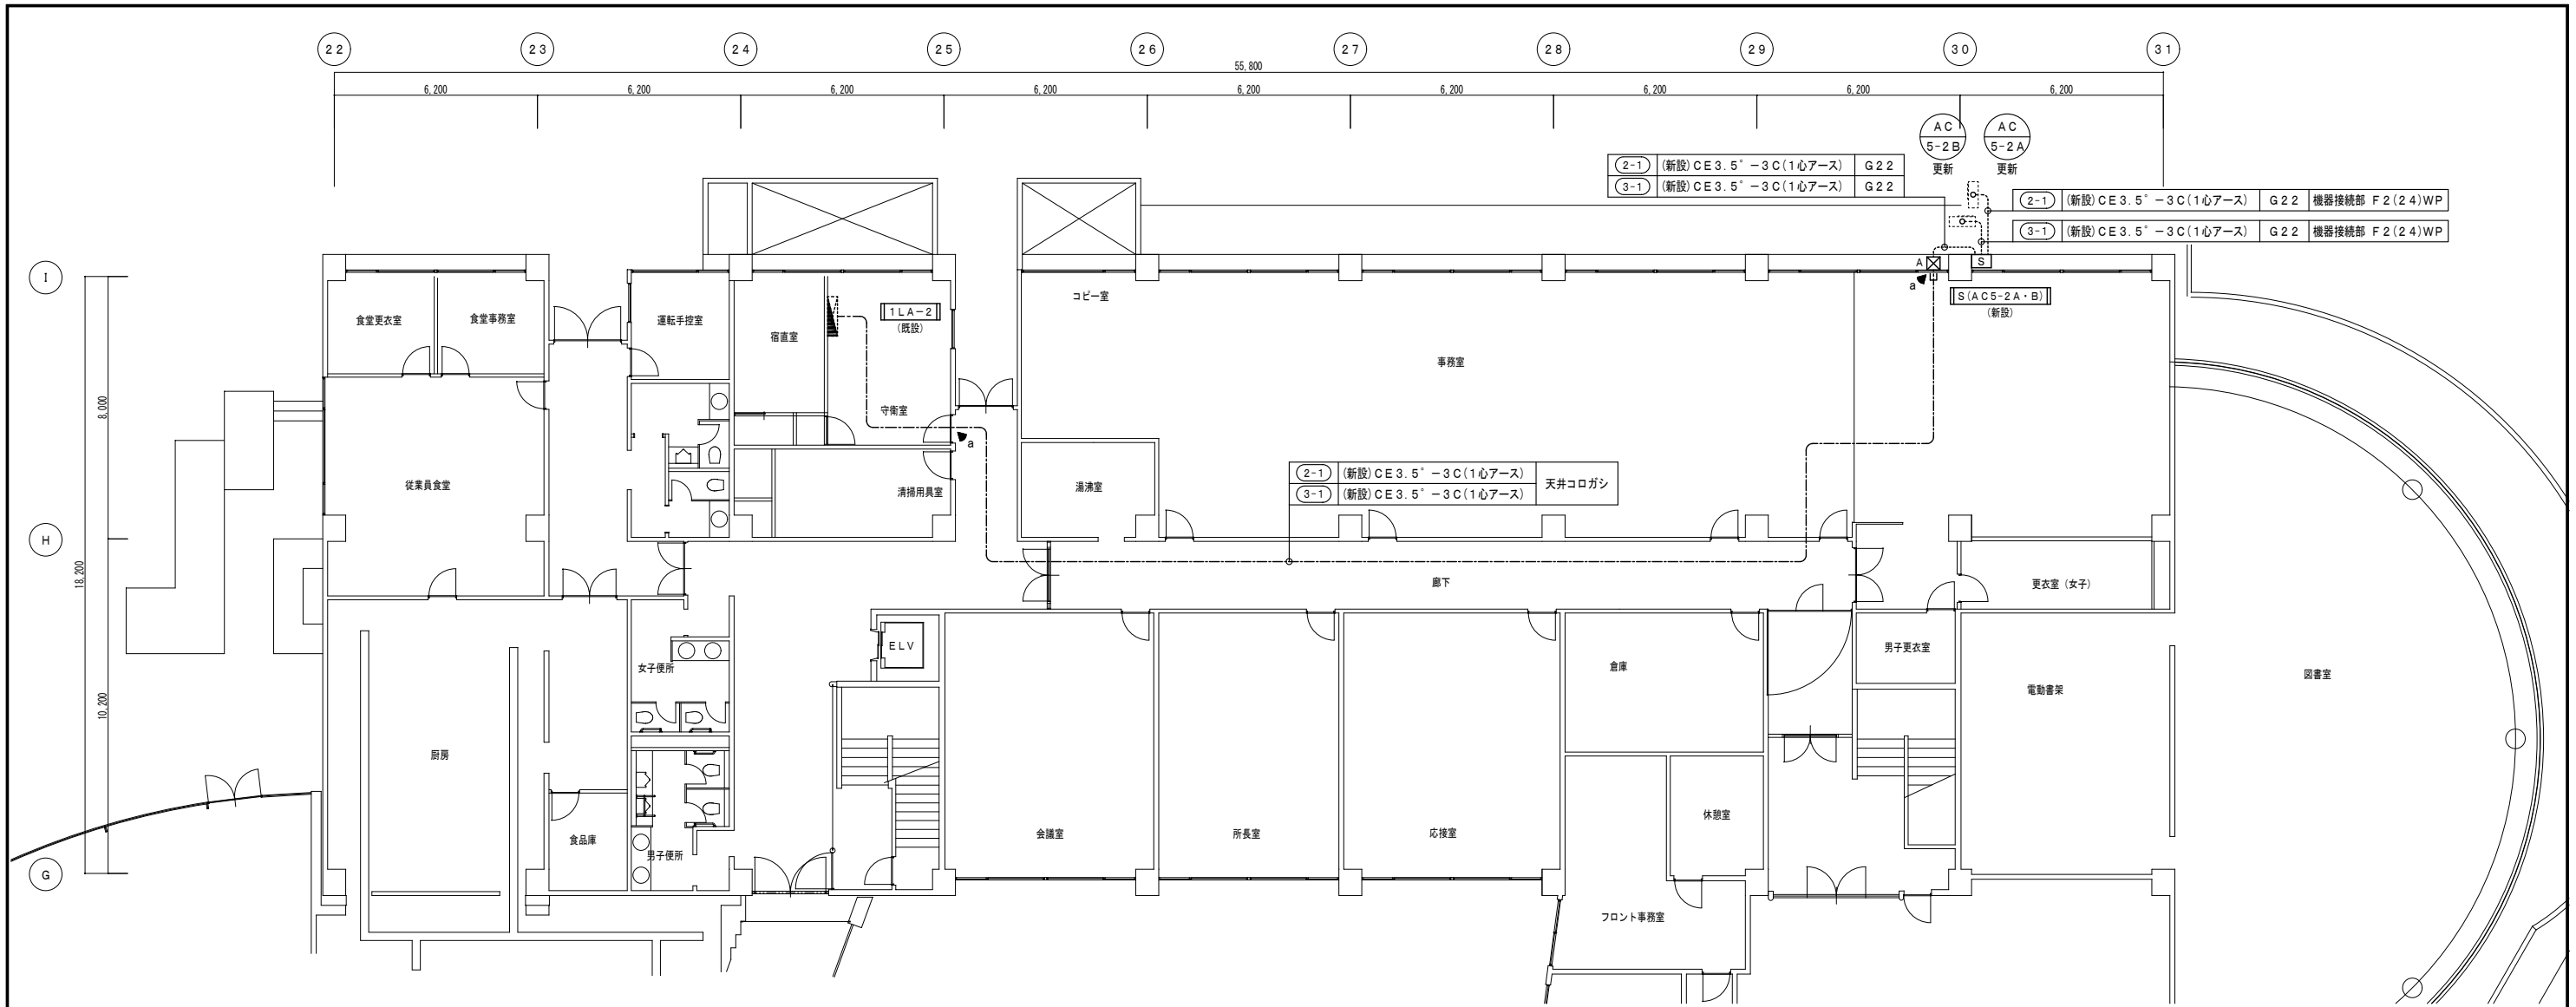 22 23 24 25 26 27 28 29 30 31
55,800
6,200 6,200 6,200 6,200 6,200 6,200 6,200 6,200 6,200
AC 5-2B 更新
AC 5-2A 更新
2-1 (新設)CE3.5°-3C(1心アース) G22
3-1 (新設)CE3.5°-3C(1心アース) G22
2-1 (新設)CE3.5°-3C(1心アース) G22 機器接続部 F2(24)WP
3-1 (新設)CE3.5°-3C(1心アース) G22 機器接続部 F2(24)WP
I
A
S
a
S(AC5-2A・B)
(新設)
コピー室
1LA-2
(既設)
食堂更衣室
食堂事務室
運転手控室
宿直室
事務室
8,000
守衛室
a
2-1 (新設)CE3.5°-3C(1心アース)
3-1 (新設)CE3.5°-3C(1心アース)
天井コロガシ
従業員食堂
清掃用具室
湯沸室
H
18,200
廊下
更衣室(女子)
ELV
男子更衣室
女子便所
倉庫
図書室
電動書架
10,200
厨房
休憩室
会議室
所長室
応接室
食品庫
男子便所
G
フロント事務室